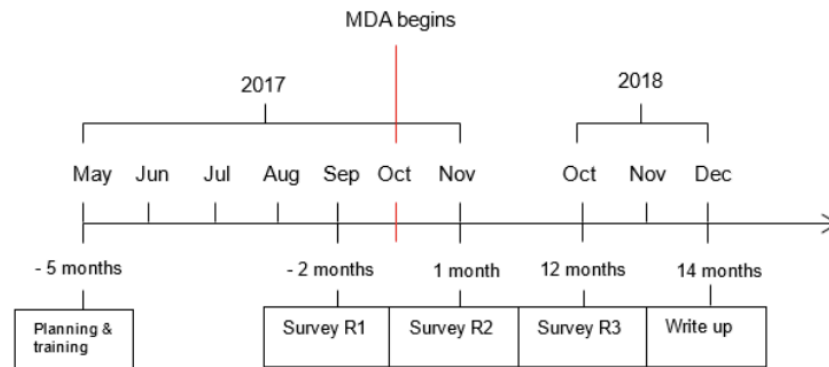 MDA begins
2017
2018
May Jun Jul Aug Sep Oct Nov Oct Nov Dec
- 5 months - 2 months 1 month 12 months 14 months
Planning &
training
Survey R1 Survey R2 Survey R3 Write up